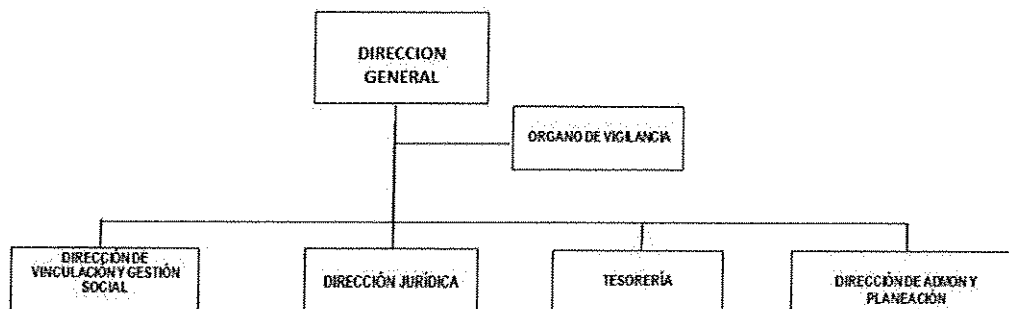 DIRECCION
GENERAL
ORGANO DE VIGILANCIA
DIRECCIÓN DE
VINCULACIÓN Y GESTIÓN
SOCIAL
DIRECCIÓN JURÍDICA
TESORERÍA
DIRECCIÓN DE ADMON Y
PLANEACIÓN